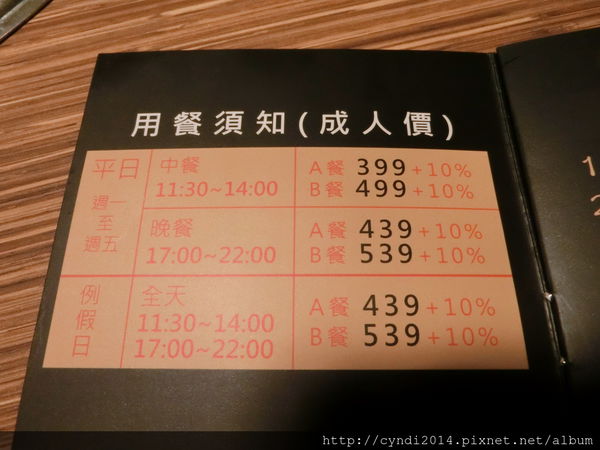 用餐須知(成人價)
平日
週一
至
週五
中餐
11:30~14:00
A餐 399+10%
B餐 499+10%
晚餐
17:00~22:00
A餐 439+10%
B餐 539+10%
例
假
日
全天
11:30~14:00
17:00~22:00
A餐 439+10%
B餐 539+10%
1
2
http://cyndi2014.pixnet.net/album